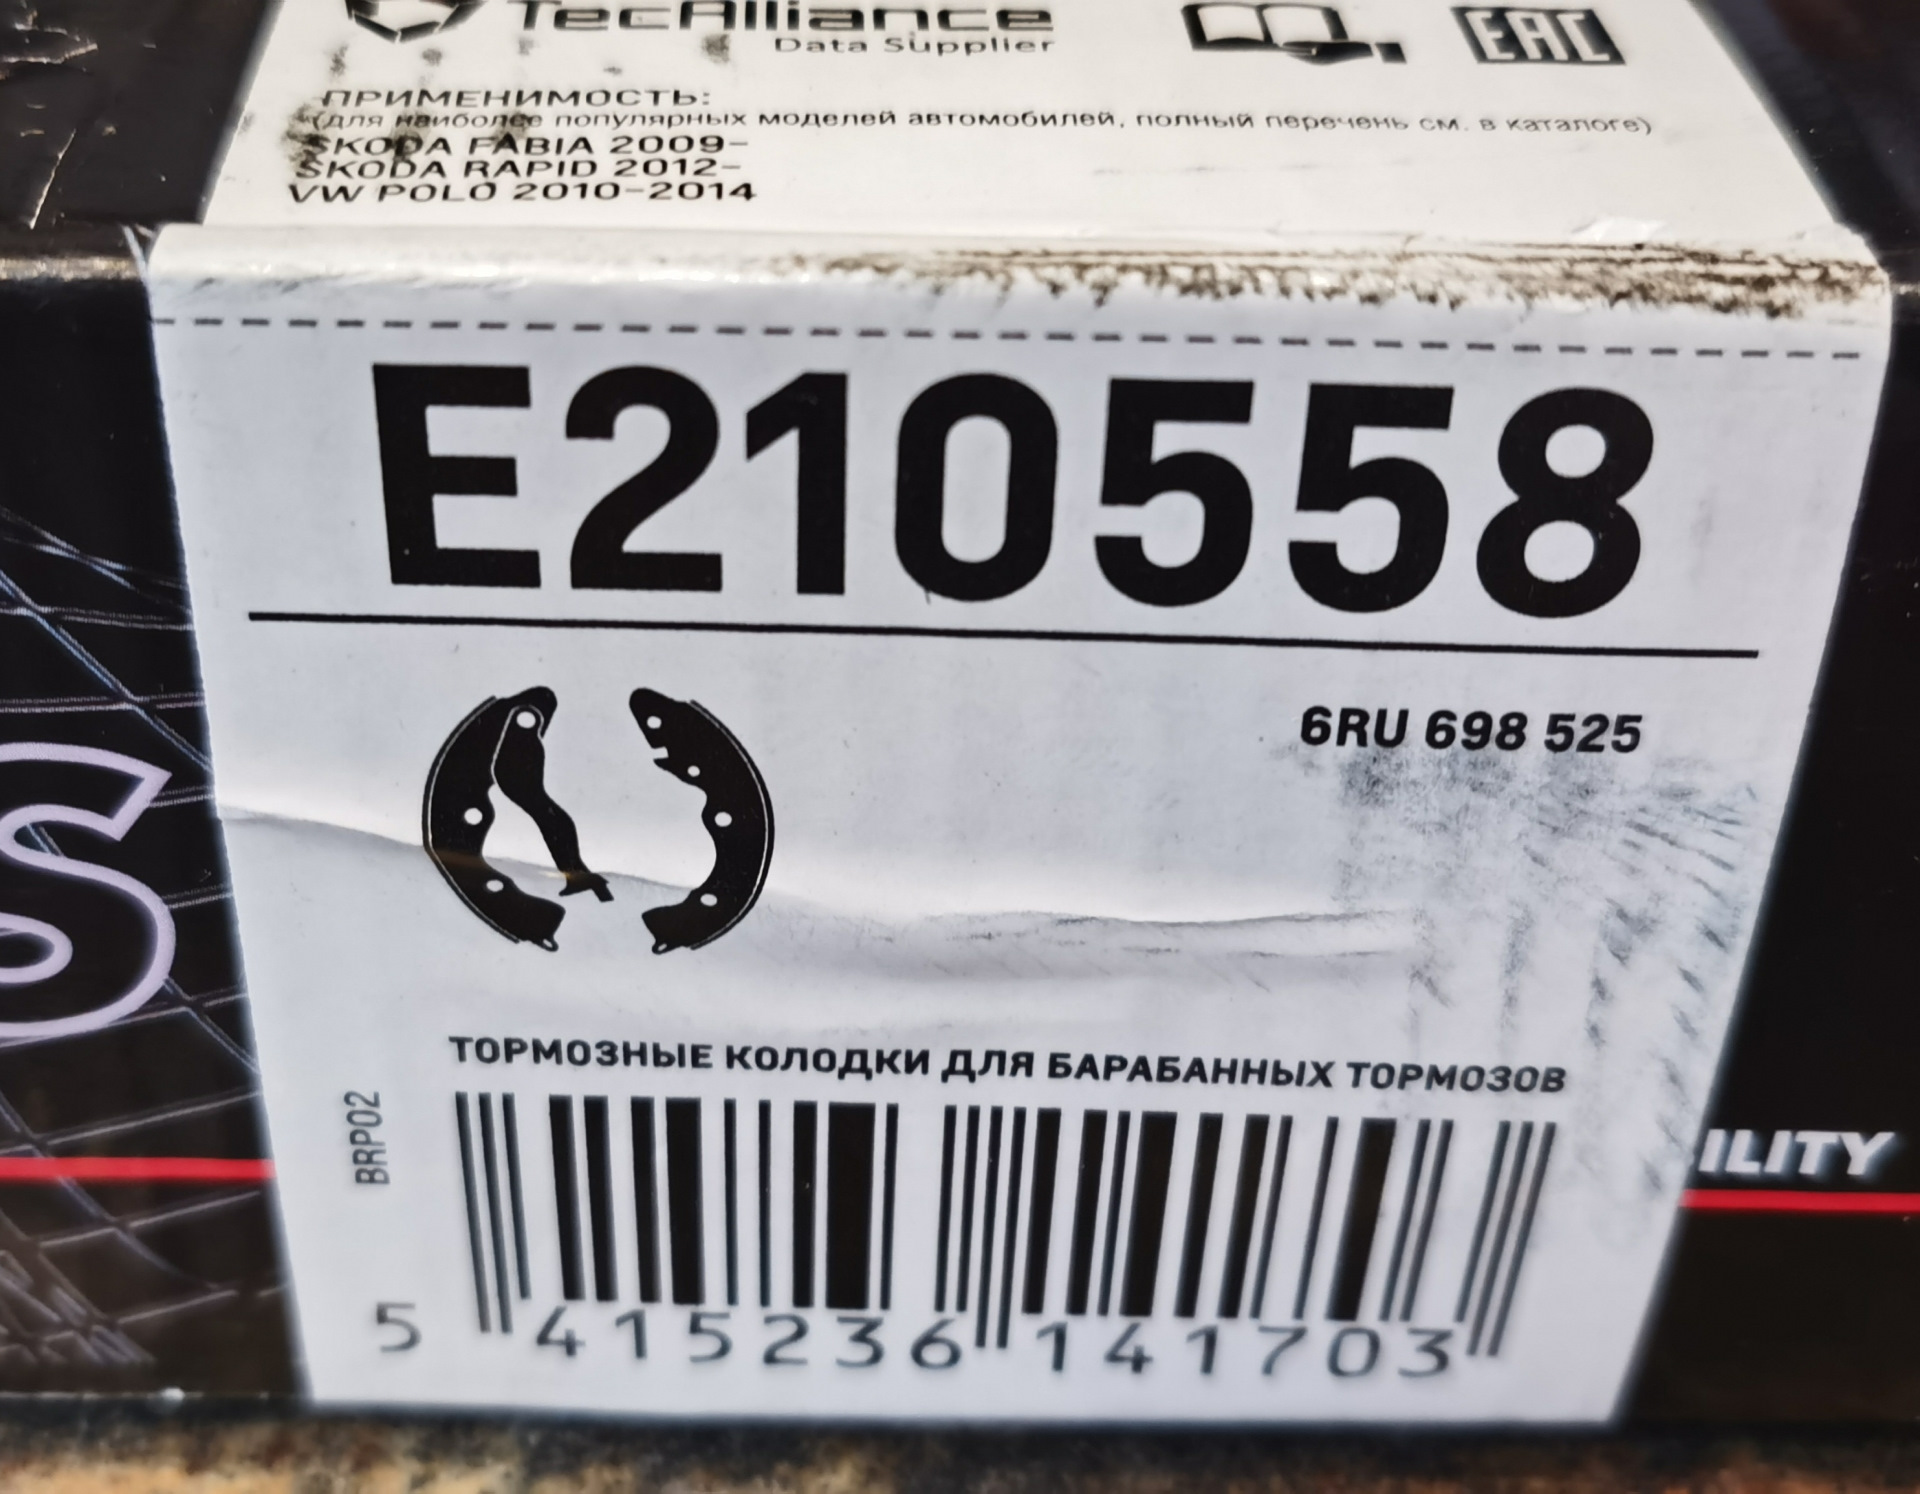 TecAlliance
Data Supplier
EAC
ПРИМЕНИМОСТЬ:
(для наиболее популярных моделей автомобилей, полный перечень см. в каталоге)
SKODA FABIA 2009-
SKODA RAPID 2012-
VW POLO 2010-2014
E210558
6RU 698 525
S
ТОРМОЗНЫЕ КОЛОДКИ ДЛЯ БАРАБАННЫХ ТОРМОЗОВ
BRP02
ILITY
5 415236 141703